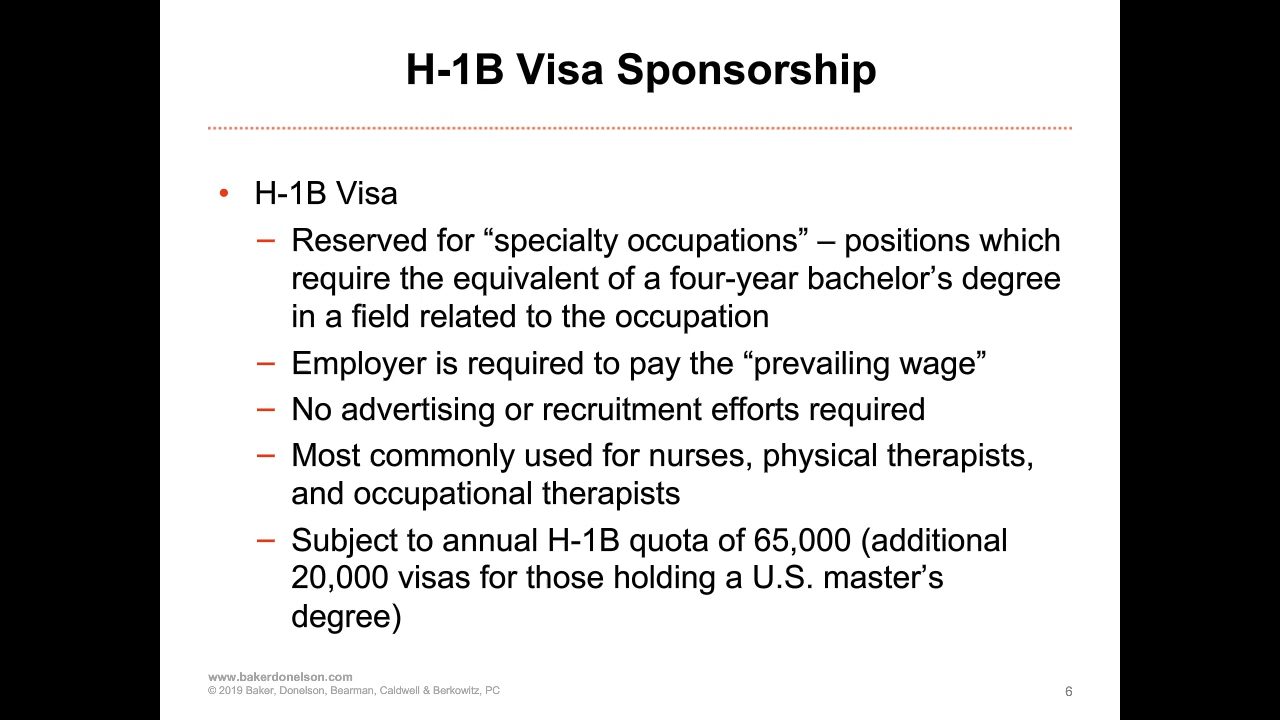 H-1B Visa Sponsorship
• H-1B Visa
– Reserved for “specialty occupations” – positions which
require the equivalent of a four-year bachelor’s degree
in a field related to the occupation
– Employer is required to pay the “prevailing wage”
– No advertising or recruitment efforts required
– Most commonly used for nurses, physical therapists,
and occupational therapists
– Subject to annual H-1B quota of 65,000 (additional
20,000 visas for those holding a U.S. master’s
degree)
www.bakerdonelson.com
© 2019 Baker, Donelson, Bearman, Caldwell & Berkowitz, PC
6